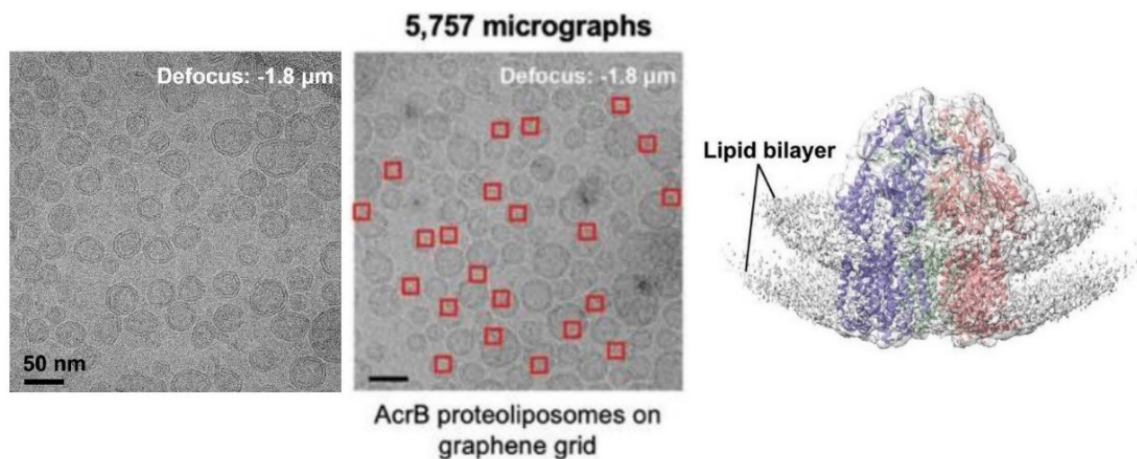 5,757 micrographs
Defocus: -1.8 µm
Defocus: -1.8 µm
Lipid bilayer
50 nm
AcrB proteoliposomes on
graphene grid